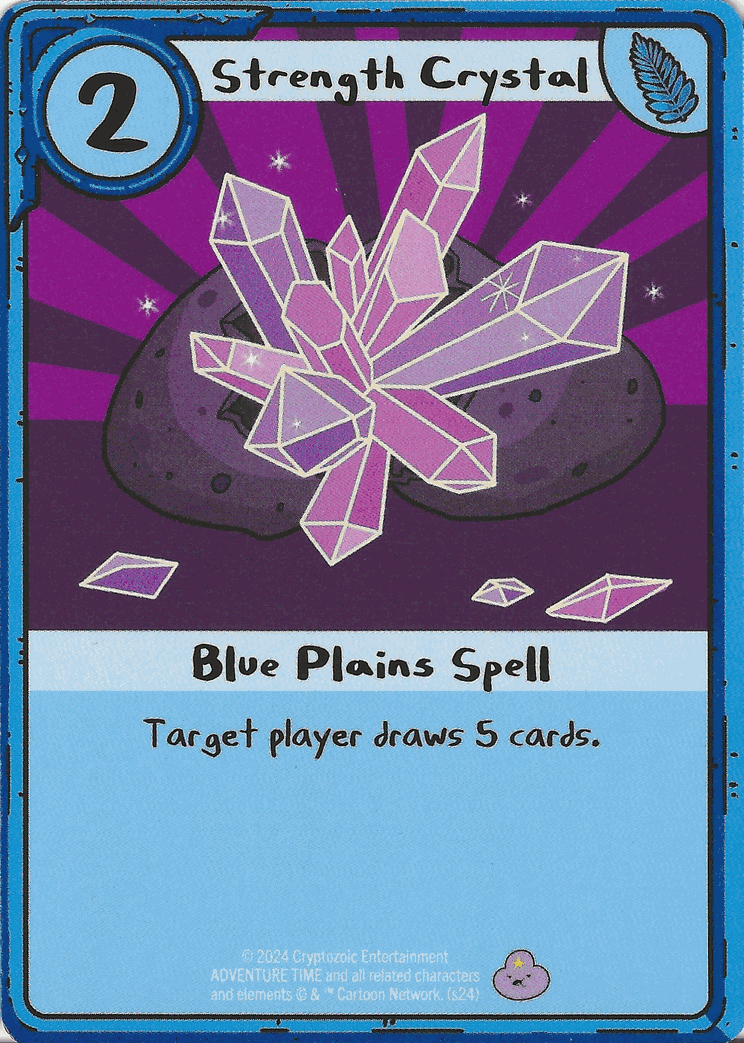 2
Strength Crystal
Blue Plains Spell
Target player draws 5 cards.
© 2024 Cryptozoic Entertainment
ADVENTURE TIME and all related characters
and elements © & ™ Cartoon Network. (s24)